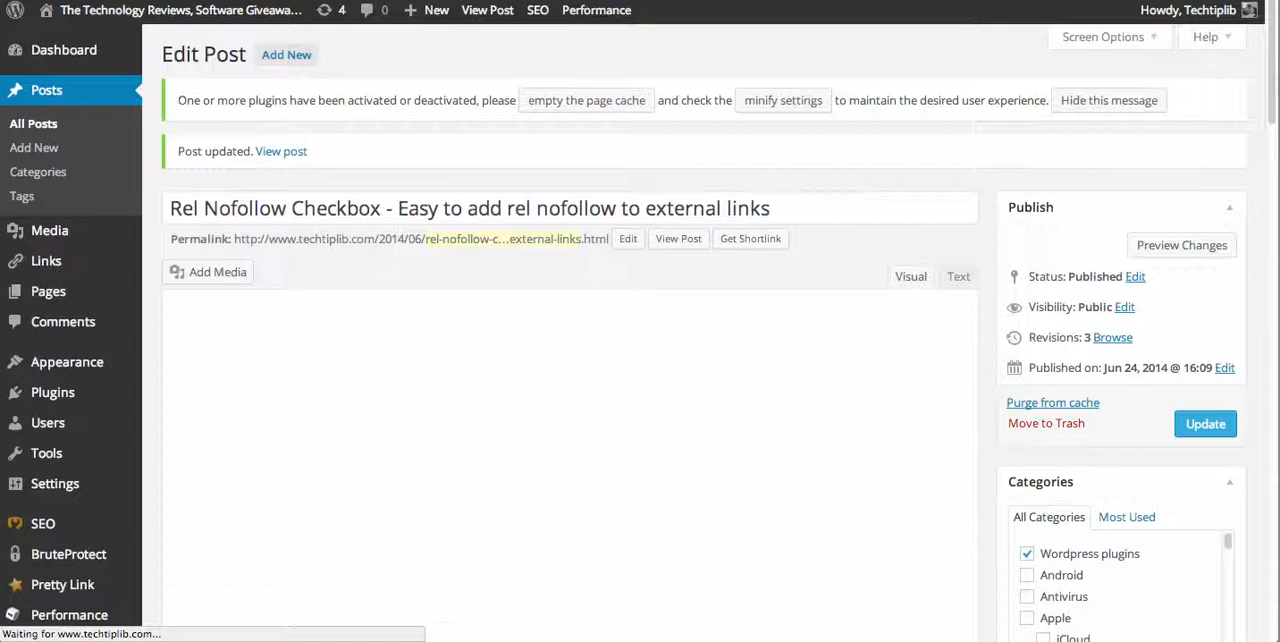 The Technology Reviews, Software Giveawa... 4 0 New View Post SEO Performance Howdy, Techtiplib
Dashboard
Posts
All Posts
Add New
Categories
Tags
Media
Links
Pages
Comments
Appearance
Plugins
Users
Tools
Settings
SEO
BruteProtect
Pretty Link
Performance
Screen Options Help
Edit Post Add New
One or more plugins have been activated or deactivated, please empty the page cache and check the minify settings to maintain the desired user experience. Hide this message
Post updated. View post
Rel Nofollow Checkbox - Easy to add rel nofollow to external links
Permalink: http://www.techtiplib.com/2014/06/rel-nofollow-c...external-links.html Edit View Post Get Shortlink
Add Media
Visual Text
Publish
Preview Changes
Status: Published Edit
Visibility: Public Edit
Revisions: 3 Browse
Published on: Jun 24, 2014 @ 16:09 Edit
Purge from cache
Move to Trash
Update
Categories
All Categories Most Used
Wordpress plugins
Android
Antivirus
Apple
iCloud
Waiting for www.techtiplib.com...